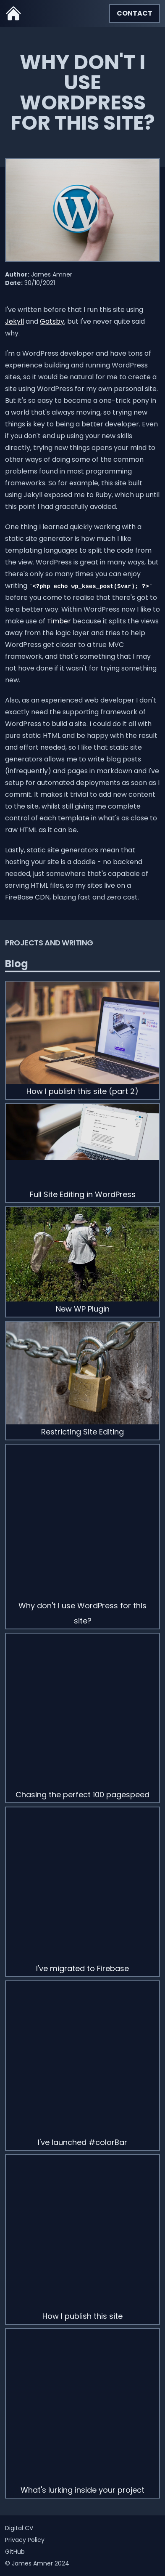 CONTACT
WHY DON'T I
USE
WORDPRESS
FOR THIS SITE?
Author: James Amner
Date: 30/10/2021
I've written before that I run this site using
Jekyll and Gatsby, but I've never quite said
why.
I'm a WordPress developer and have tons of
experience building and running WordPress
sites, so it would be natural for me to create a
site using WordPress for my own personal site.
But it's so easy to become a one-trick pony in
a world that's always moving, so trying new
things is key to being a better developer. Even
if you don't end up using your new skills
directly, trying new things opens your mind to
other ways of doing some of the common
problems found in most programming
frameworks. So for example, this site built
using Jekyll exposed me to Ruby, which up until
this point I had gracefully avoided.
One thing I learned quickly working with a
static site generator is how much I like
templating languages to split the code from
the view. WordPress is great in many ways, but
there's only so many times you can enjoy
writing `<?php echo wp_kses_post($var); ?>`
before you come to realise that there's got to
be a better way. Within WordPress now I like to
make use of Timber because it splits the views
away from the logic tier and tries to help
WordPress get closer to a true MVC
framework, and that's something that I may
not have done if it wasn't for trying something
new.
Also, as an experienced web developer I don't
exactly need the supporting framework of
WordPress to build a site. I could do it all with
pure static HTML and be happy with the result
and effort needed, so I like that static site
generators allows me to write blog posts
(infrequently) and pages in markdown and I've
setup for automated deployments as soon as I
commit. It makes it trivial to add new content
to the site, whilst still giving me complete
control of each template in what's as close to
raw HTML as it can be.
Lastly, static site generators mean that
hosting your site is a doddle - no backend
needed, just somewhere that's capable of
serving HTML files, so my sites live on a
FireBase CDN, blazing fast and zero cost.
PROJECTS AND WRITING
Blog
How I publish this site (part 2)
Full Site Editing in WordPress
New WP Plugin
Restricting Site Editing
Why don't I use WordPress for this
site?
Chasing the perfect 100 pagespeed
I've migrated to Firebase
I've launched #colorBar
How I publish this site
What's lurking inside your project
Digital CV
Privacy Policy
GitHub
© James Amner 2024